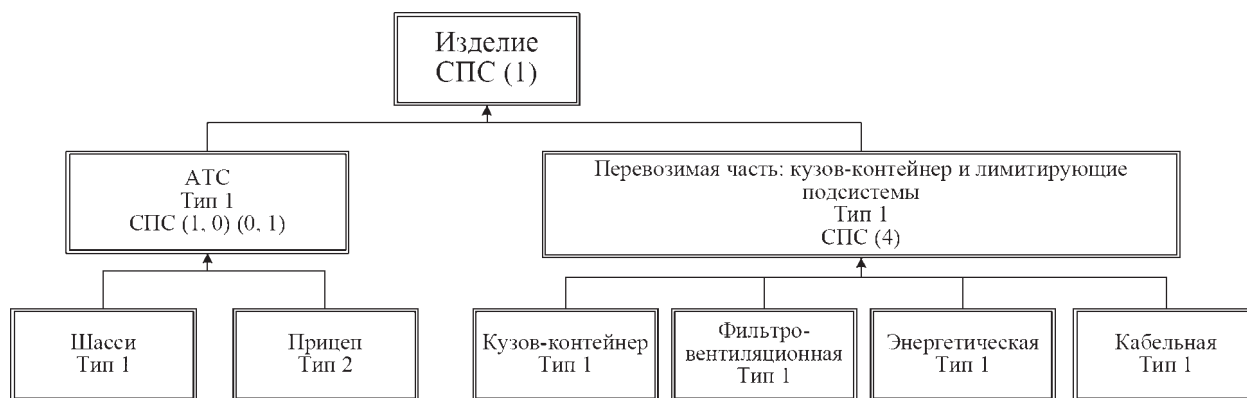 Изделие
СПС (1)
АТС
Тип 1
СПС (1, 0) (0, 1)
Перевозимая часть: кузов-контейнер и лимитирующие
подсистемы
Тип 1
СПС (4)
Шасси
Тип 1
Прицеп
Тип 2
Кузов-контейнер
Тип 1
Фильтро-
вентиляционная
Тип 1
Энергетическая
Тип 1
Кабельная
Тип 1